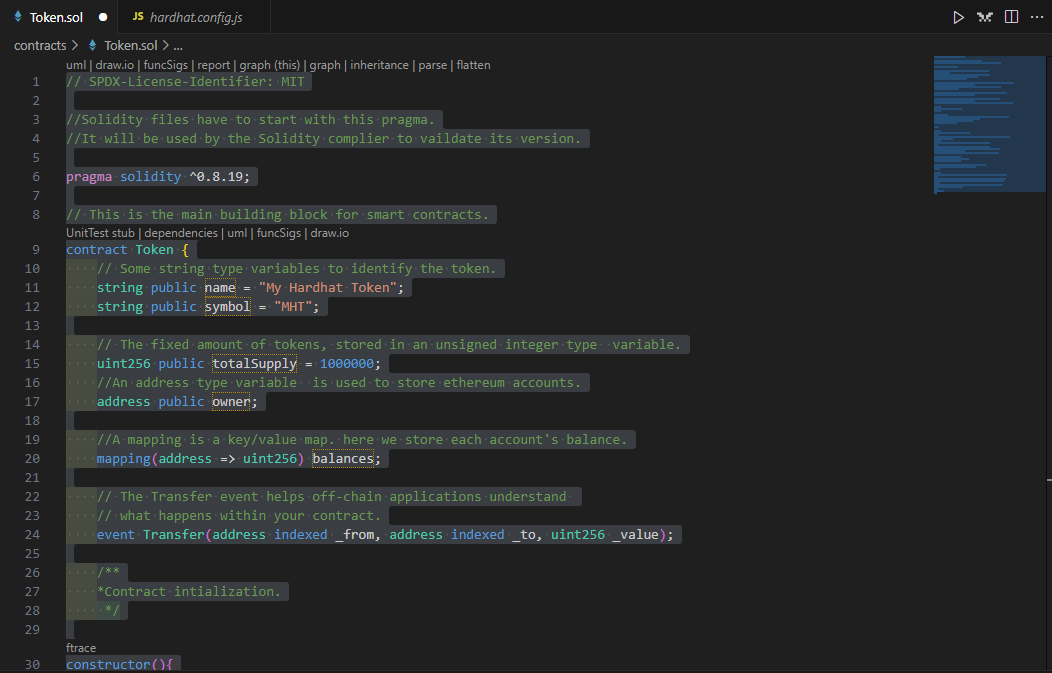 Token.sol
JS hardhat.config.js
contracts > Token.sol > ...
uml | draw.io | funcSigs | report | graph (this) | graph | inheritance | parse | flatten
1 // SPDX-License-Identifier: MIT
2
3 //Solidity files have to start with this pragma.
4 //It will be used by the Solidity complier to vaildate its version.
5
6 pragma solidity ^0.8.19;
7
8 // This is the main building block for smart contracts.
UnitTest stub | dependencies | uml | funcSigs | draw.io
9 contract Token {
10 // Some string type variables to identify the token.
11 string public name = "My Hardhat Token";
12 string public symbol = "MHT";
13
14 // The fixed amount of tokens, stored in an unsigned integer type  variable.
15 uint256 public totalSupply = 1000000;
16 //An address type variable  is used to store ethereum accounts.
17 address public owner;
18
19 //A mapping is a key/value map. here we store each account's balance.
20 mapping(address => uint256) balances;
21
22 // The Transfer event helps off-chain applications understand
23 // what happens within your contract.
24 event Transfer(address indexed _from, address indexed _to, uint256 _value);
25
26 /**
27 *Contract intialization.
28 */
29
ftrace
30 constructor(){